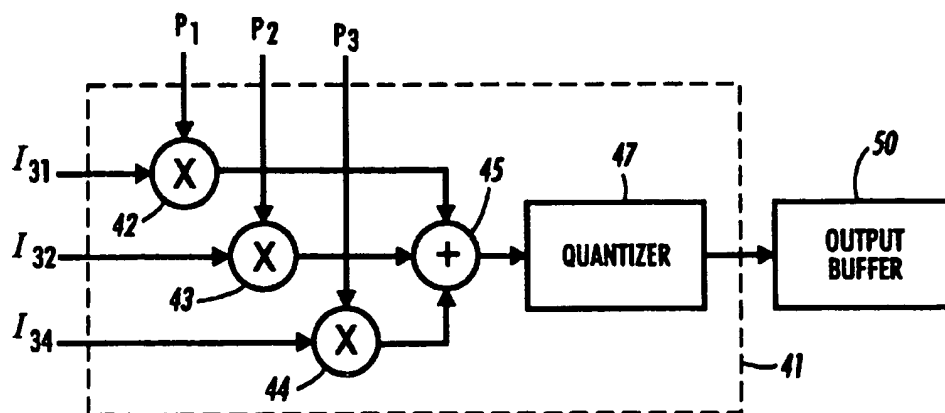 P1 P2 P3
I31
42
I32
43
I34
44
X
X
X
45
+
47
QUANTIZER
50
OUTPUT
BUFFER
41